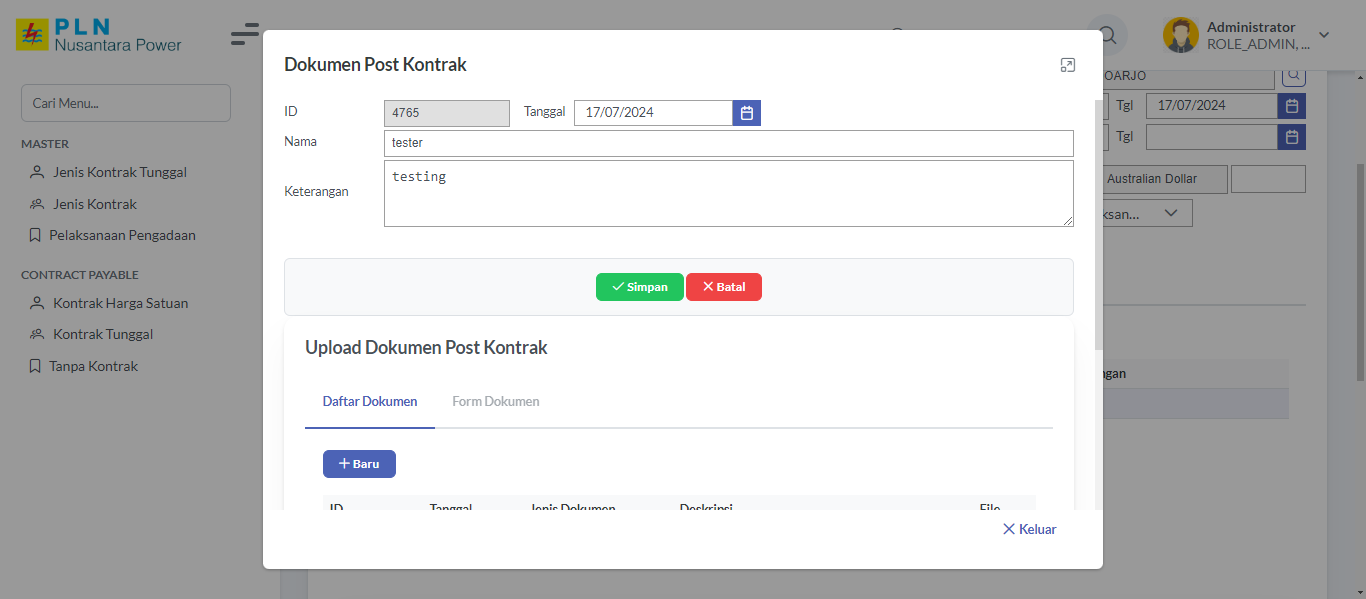 PLN
Nusantara Power
Administrator
ROLE_ADMIN, ...
Cari Menu...
MASTER
Jenis Kontrak Tunggal
Jenis Kontrak
Pelaksanaan Pengadaan
CONTRACT PAYABLE
Kontrak Harga Satuan
Kontrak Tunggal
Tanpa Kontrak
Dokumen Post Kontrak
ID 4765 Tanggal 17/07/2024
Nama tester
Keterangan testing
Simpan Batal
Upload Dokumen Post Kontrak
Daftar Dokumen Form Dokumen
Baru
ID Tanggal Jenis Dokumen Deskripsi File
Keluar
OARJO
Tgl 17/07/2024
Tgl
Australian Dollar
ksan...
ngan